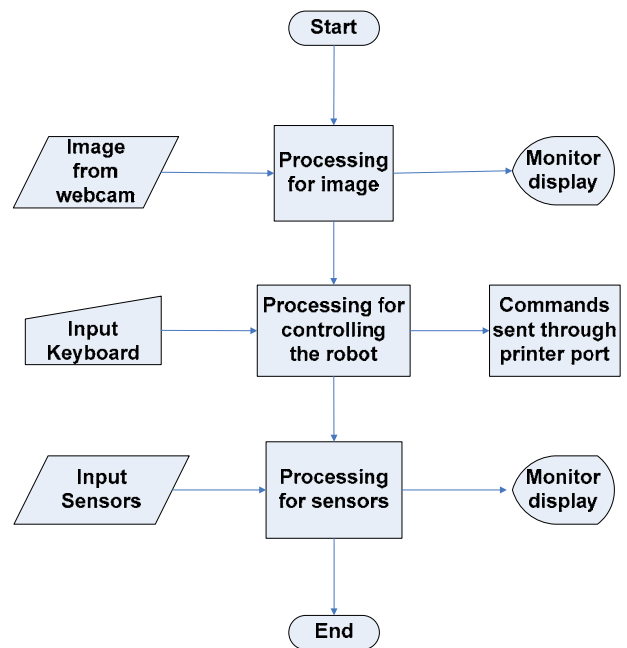 Start
Image
from
webcam
Processing
for image
Monitor
display
Input
Keyboard
Processing for
controlling
the robot
Commands
sent through
printer port
Input
Sensors
Processing
for sensors
Monitor
display
End